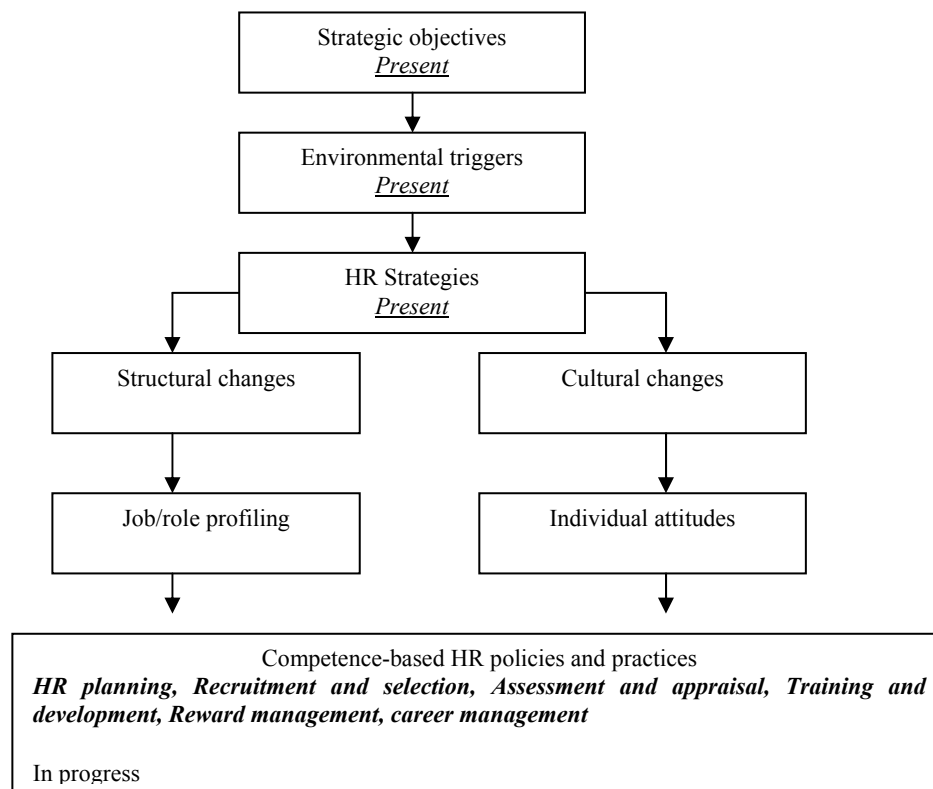 Strategic objectives
Present
Environmental triggers
Present
HR Strategies
Present
Structural changes
Cultural changes
Job/role profiling
Individual attitudes
Competence-based HR policies and practices
HR planning, Recruitment and selection, Assessment and appraisal, Training and
development, Reward management, career management
In progress